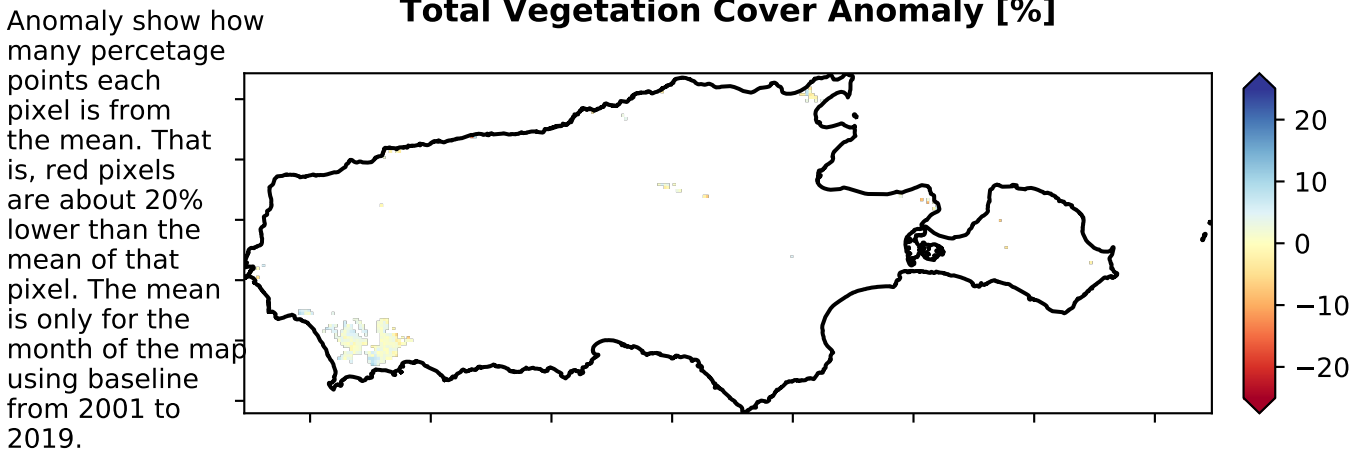 Total Vegetation Cover Anomaly [%]
Anomaly show how
many percetage
points each
pixel is from
the mean. That
is, red pixels
are about 20%
lower than the
mean of that
pixel. The mean
is only for the
month of the map
using baseline
from 2001 to
2019.
20
10
0
−10
−20